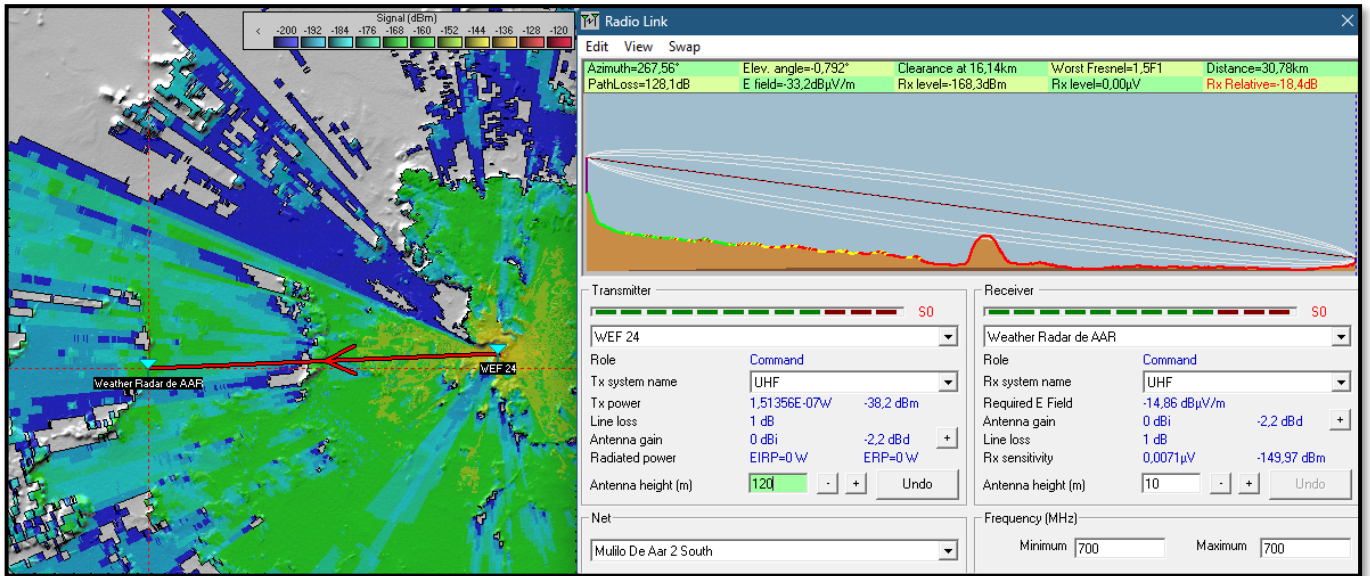 Signal (dBm)
< -200 -192 -184 -176 -168 -160 -152 -144 -136 -128 -120
Weather Radar de AAR
WEF 24
Radio Link
Edit View Swap
Azimuth=267,56° Elev. angle=-0,792° Clearance at 16,14km Worst Fresnel=1,5F1 Distance=30,78km
PathLoss=128,1dB E field=-33,2dBµV/m Rx level=-168,3dBm Rx level=0,00µV Rx Relative=-18,4dB
Transmitter
S0
WEF 24
Role Command
Tx system name UHF
Tx power 1,51356E-07W -38,2 dBm
Line loss 1 dB
Antenna gain 0 dBi -2,2 dBd +
Radiated power EIRP=0 W ERP=0 W
Antenna height (m) 120 - + Undo
Net
Mulilo De Aar 2 South
Receiver
S0
Weather Radar de AAR
Role Command
Rx system name UHF
Required E Field -14,86 dBµV/m
Antenna gain 0 dBi -2,2 dBd +
Line loss 1 dB
Rx sensitivity 0,0071µV -149,97 dBm
Antenna height (m) 10 - + Undo
Frequency (MHz)
Minimum 700 Maximum 700